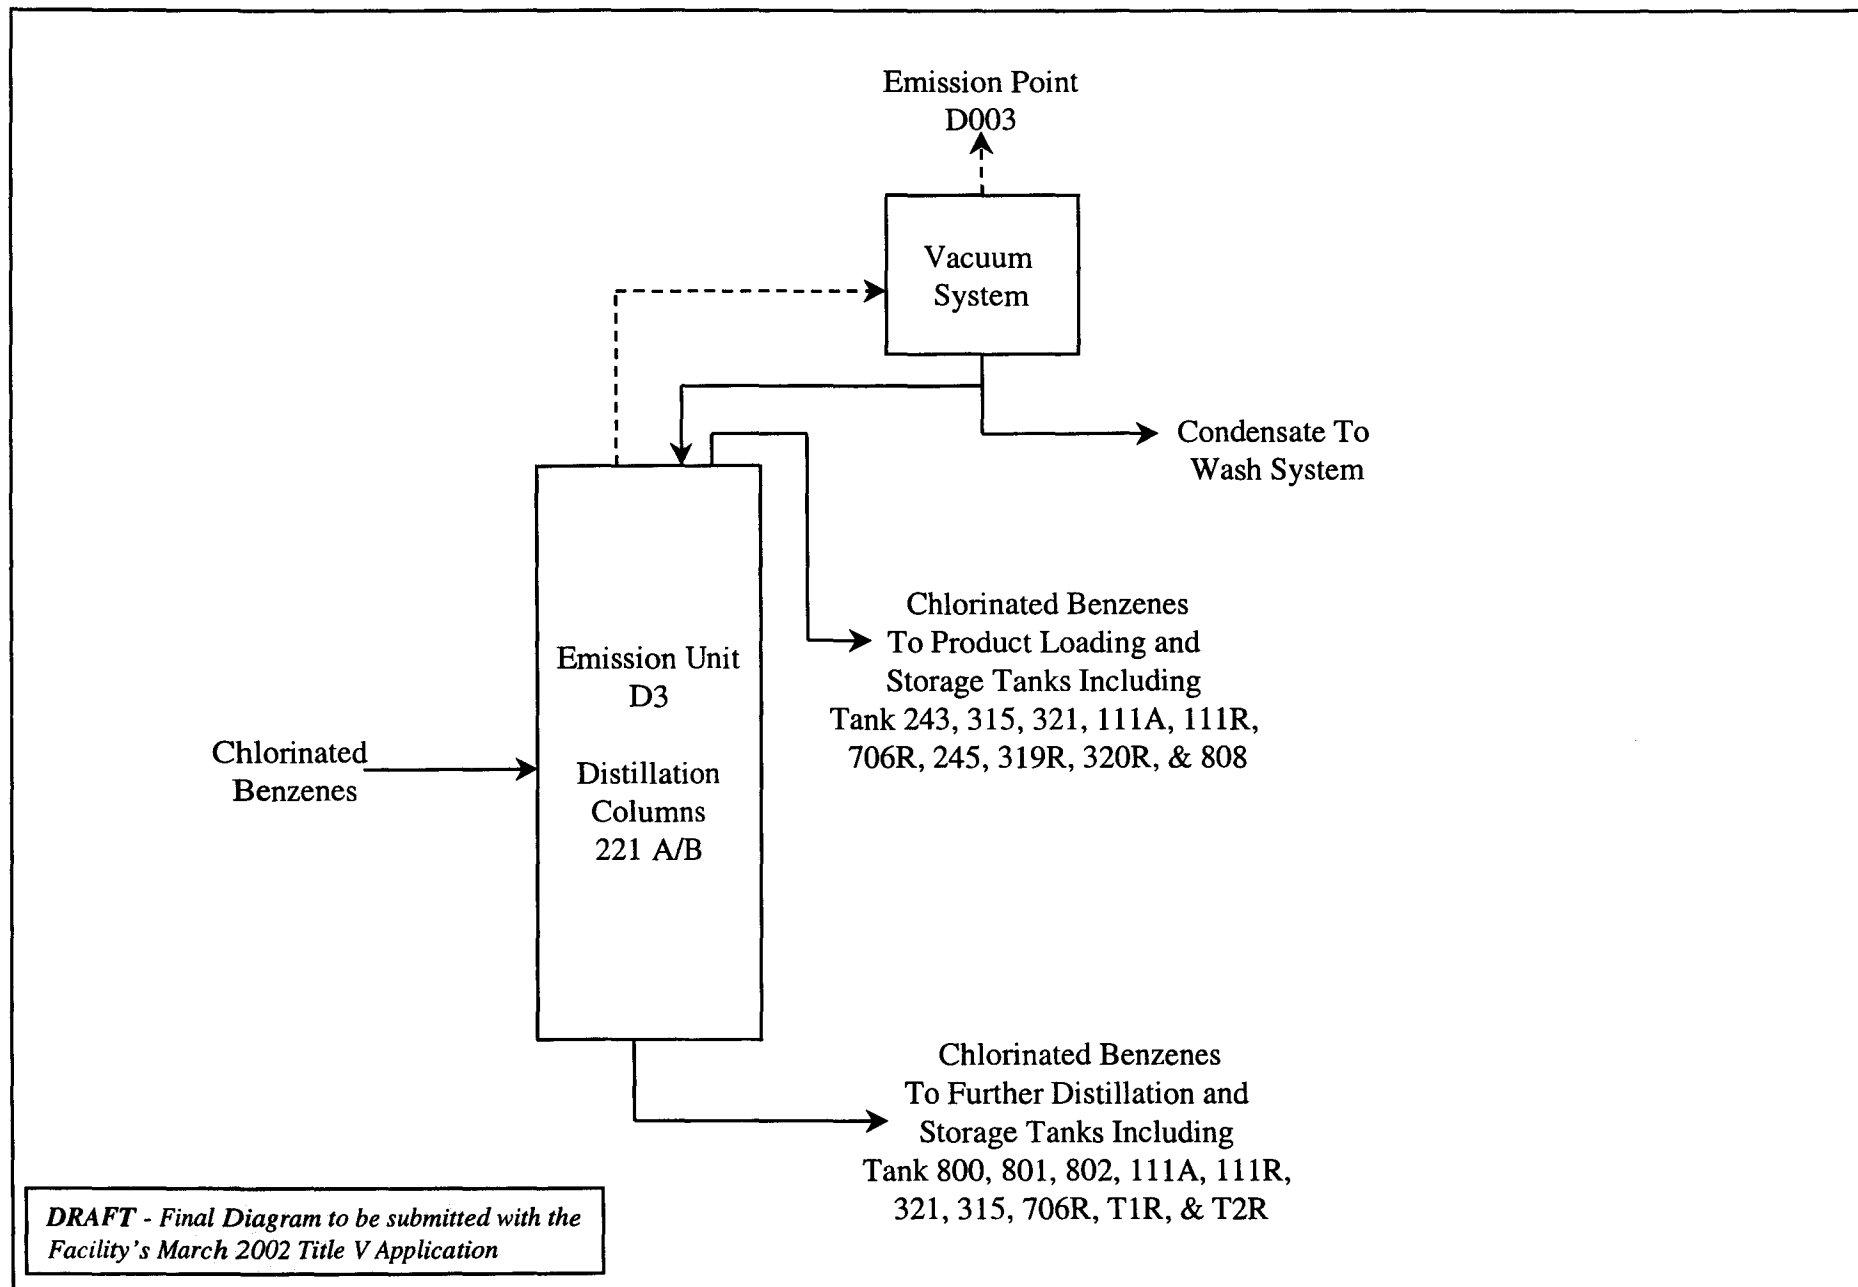 Emission Point
D003
Vacuum
System
Condensate To
Wash System
Chlorinated Benzenes
To Product Loading and
Storage Tanks Including
Tank 243, 315, 321, 111A, 111R,
706R, 245, 319R, 320R, & 808
Emission Unit
D3
Distillation
Columns
221 A/B
Chlorinated
Benzenes
Chlorinated Benzenes
To Further Distillation and
Storage Tanks Including
Tank 800, 801, 802, 111A, 111R,
321, 315, 706R, T1R, & T2R
DRAFT - Final Diagram to be submitted with the
Facility's March 2002 Title V Application